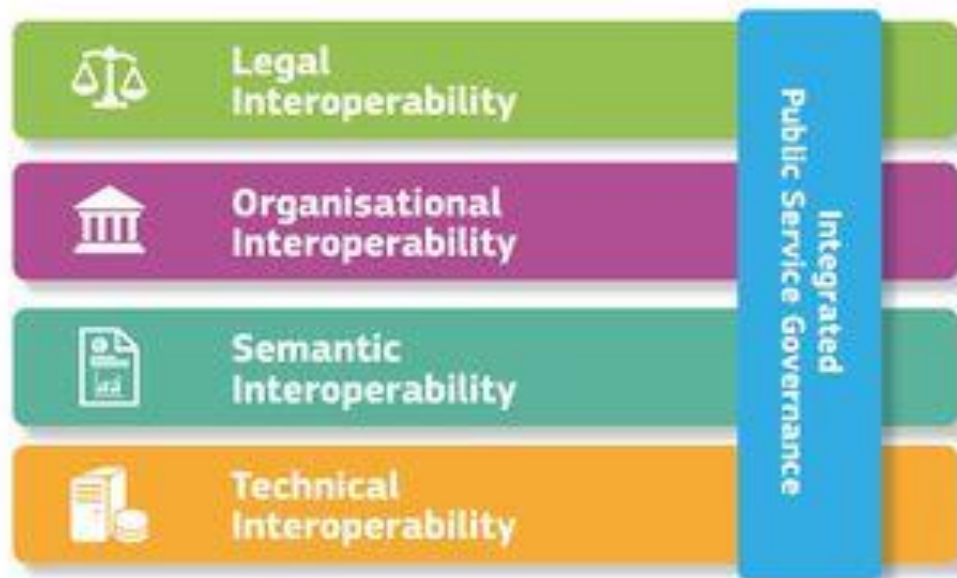 Legal
Interoperability
Organisational
Interoperability
Semantic
Interoperability
Technical
Interoperability
Integrated
Public Service Governance